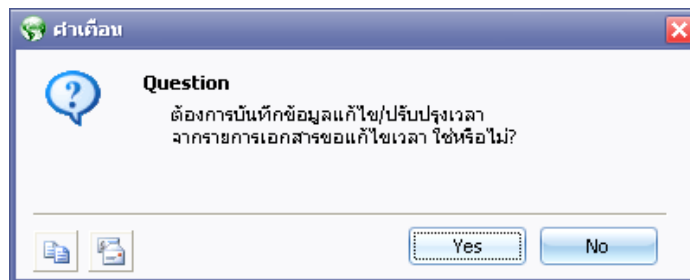 คำเตือน
Question
ต้องการบันทึกข้อมูลแก้ไข/ปรับปรุงเวลา
จากรายการเอกสารขอแก้ไขเวลา ใช่หรือไม่?
Yes No